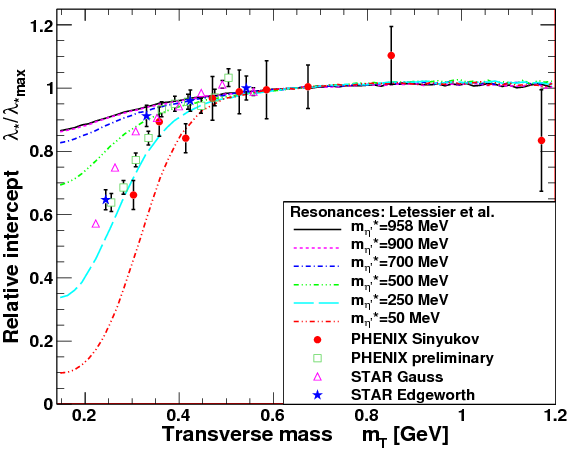 Relative intercept λ*/λ*max
1.2
1
0.8
0.6
0.4
0.2
0
0.2 0.4 0.6 0.8 1 1.2
Transverse mass mT [GeV]
Resonances: Letessier et al.
mη'*=958 MeV
mη'*=900 MeV
mη'*=700 MeV
mη'*=500 MeV
mη'*=250 MeV
mη'*=50 MeV
PHENIX Sinyukov
PHENIX preliminary
STAR Gauss
STAR Edgeworth